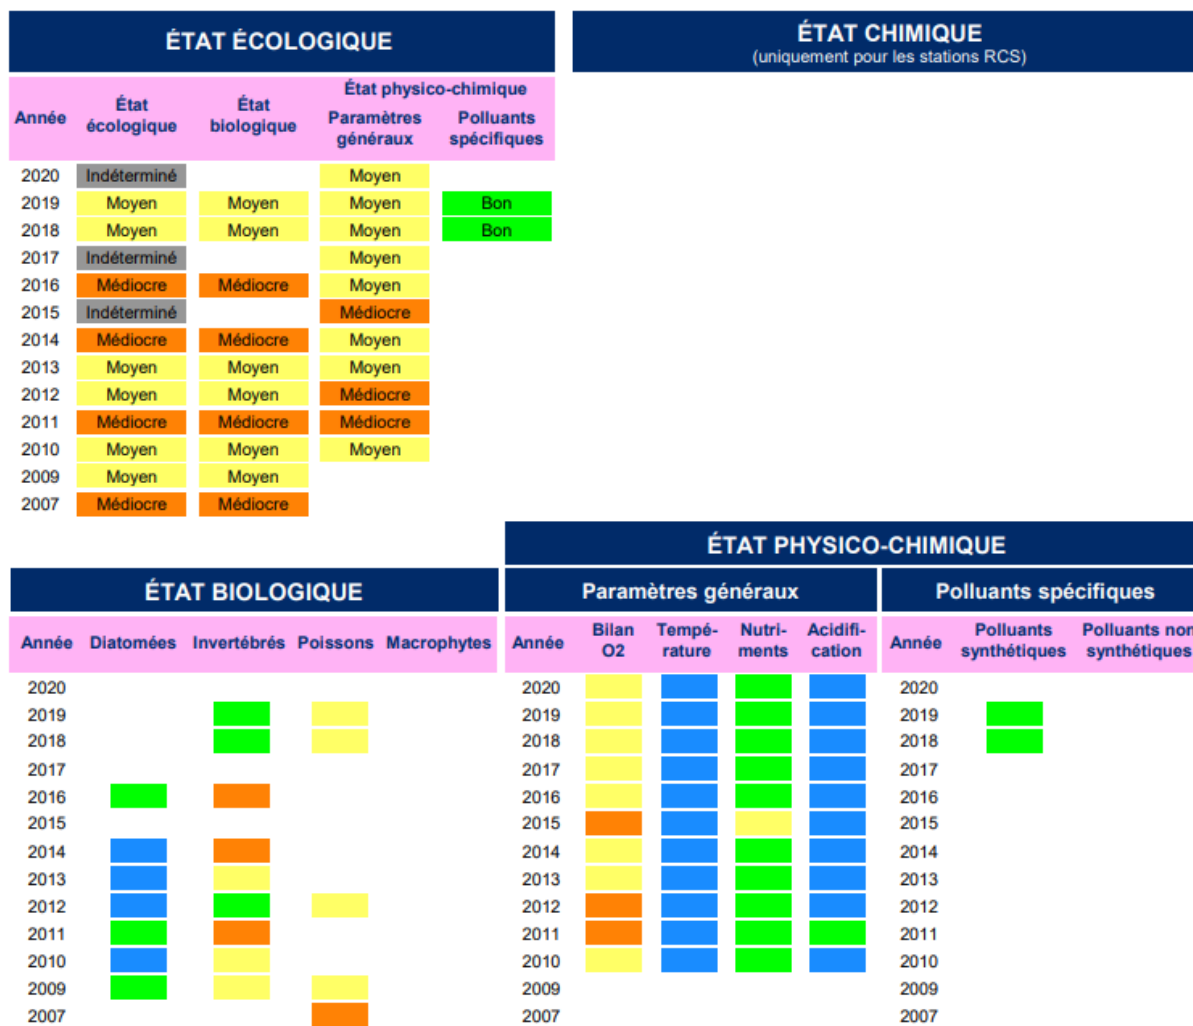 ÉTAT ÉCOLOGIQUE
ÉTAT CHIMIQUE
(uniquement pour les stations RCS)
Année État écologique État biologique État physico-chimique
Paramètres généraux Polluants spécifiques
2020 Indéterminé Moyen
2019 Moyen Moyen Moyen Bon
2018 Moyen Moyen Moyen Bon
2017 Indéterminé Moyen
2016 Médiocre Médiocre Moyen
2015 Indéterminé Médiocre
2014 Médiocre Médiocre Moyen
2013 Moyen Moyen Moyen
2012 Moyen Moyen Médiocre
2011 Médiocre Médiocre Médiocre
2010 Moyen Moyen Moyen
2009 Moyen Moyen
2007 Médiocre Médiocre
ÉTAT PHYSICO-CHIMIQUE
ÉTAT BIOLOGIQUE Paramètres généraux Polluants spécifiques
Année Diatomées Invertébrés Poissons Macrophytes Année Bilan O2 Tempé-rature Nutri-ments Acidifi-cation Année Polluants synthétiques Polluants non synthétiques
2020 2020 2020
2019 2019 2019
2018 2018 2018
2017 2017 2017
2016 2016 2016
2015 2015 2015
2014 2014 2014
2013 2013 2013
2012 2012 2012
2011 2011 2011
2010 2010 2010
2009 2009 2009
2007 2007 2007